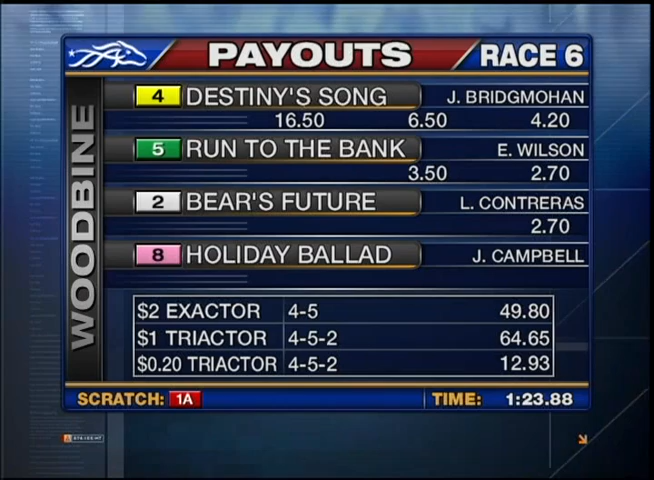 PAYOUTS
RACE 6
WOODBINE
4 DESTINY'S SONG J. BRIDGMOHAN
16.50 6.50 4.20
5 RUN TO THE BANK E. WILSON
3.50 2.70
2 BEAR'S FUTURE L. CONTRERAS
2.70
8 HOLIDAY BALLAD J. CAMPBELL
$2 EXACTOR 4-5 49.80
$1 TRIACTOR 4-5-2 64.65
$0.20 TRIACTOR 4-5-2 12.93
SCRATCH: 1A TIME: 1:23.88